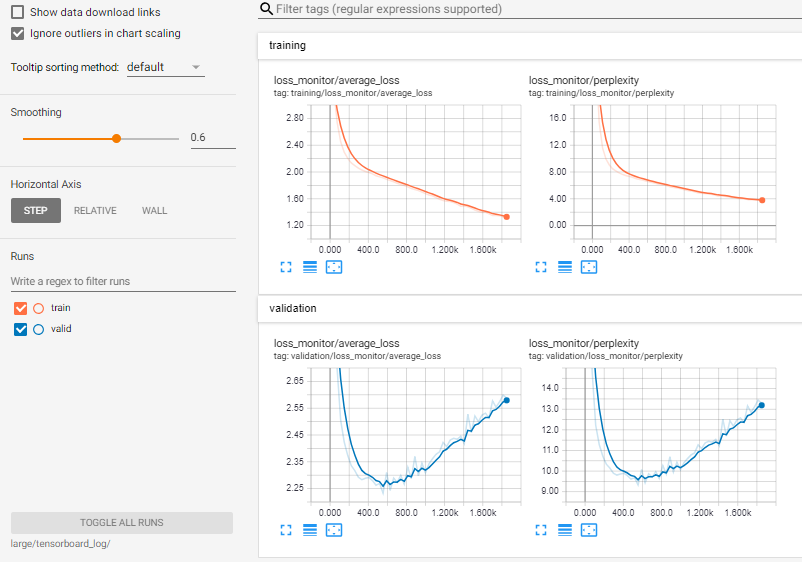 Show data download links
Ignore outliers in chart scaling
Tooltip sorting method: default
Smoothing
0.6
Horizontal Axis
STEP RELATIVE WALL
Runs
Write a regex to filter runs
train
valid
TOGGLE ALL RUNS
large/tensorboard_log/
Filter tags (regular expressions supported)
training
loss_monitor/average_loss
tag: training/loss_monitor/average_loss
2.80
2.40
2.00
1.60
1.20
0.000 400.0 800.0 1.200k 1.600k
loss_monitor/perplexity
tag: training/loss_monitor/perplexity
16.0
12.0
8.00
4.00
0.00
0.000 400.0 800.0 1.200k 1.600k
validation
loss_monitor/average_loss
tag: validation/loss_monitor/average_loss
2.65
2.55
2.45
2.35
2.25
0.000 400.0 800.0 1.200k 1.600k
loss_monitor/perplexity
tag: validation/loss_monitor/perplexity
14.0
13.0
12.0
11.0
10.0
9.00
0.000 400.0 800.0 1.200k 1.600k